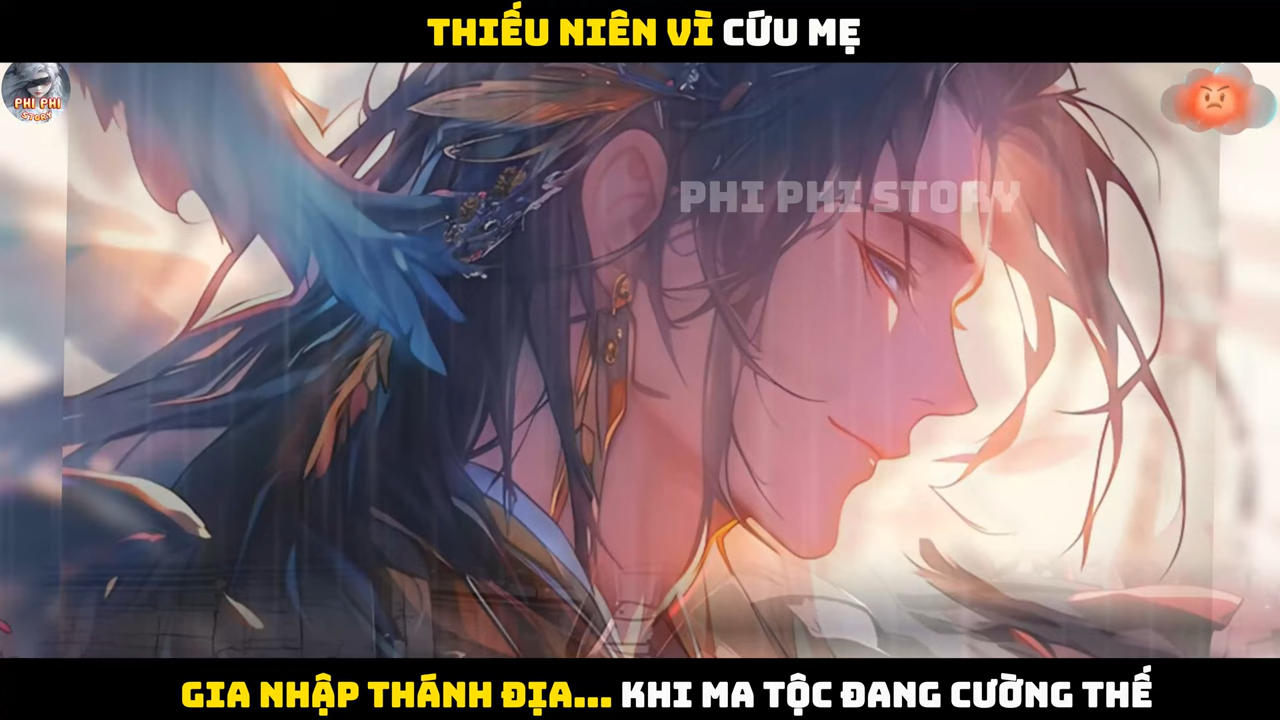 THIẾU NIÊN VÌ CỨU MẸ
PHI PHI
STORY
PHI PHI STORY
GIA NHẬP THÁNH ĐỊA... KHI MA TỘC ĐANG CƯỜNG THẾ